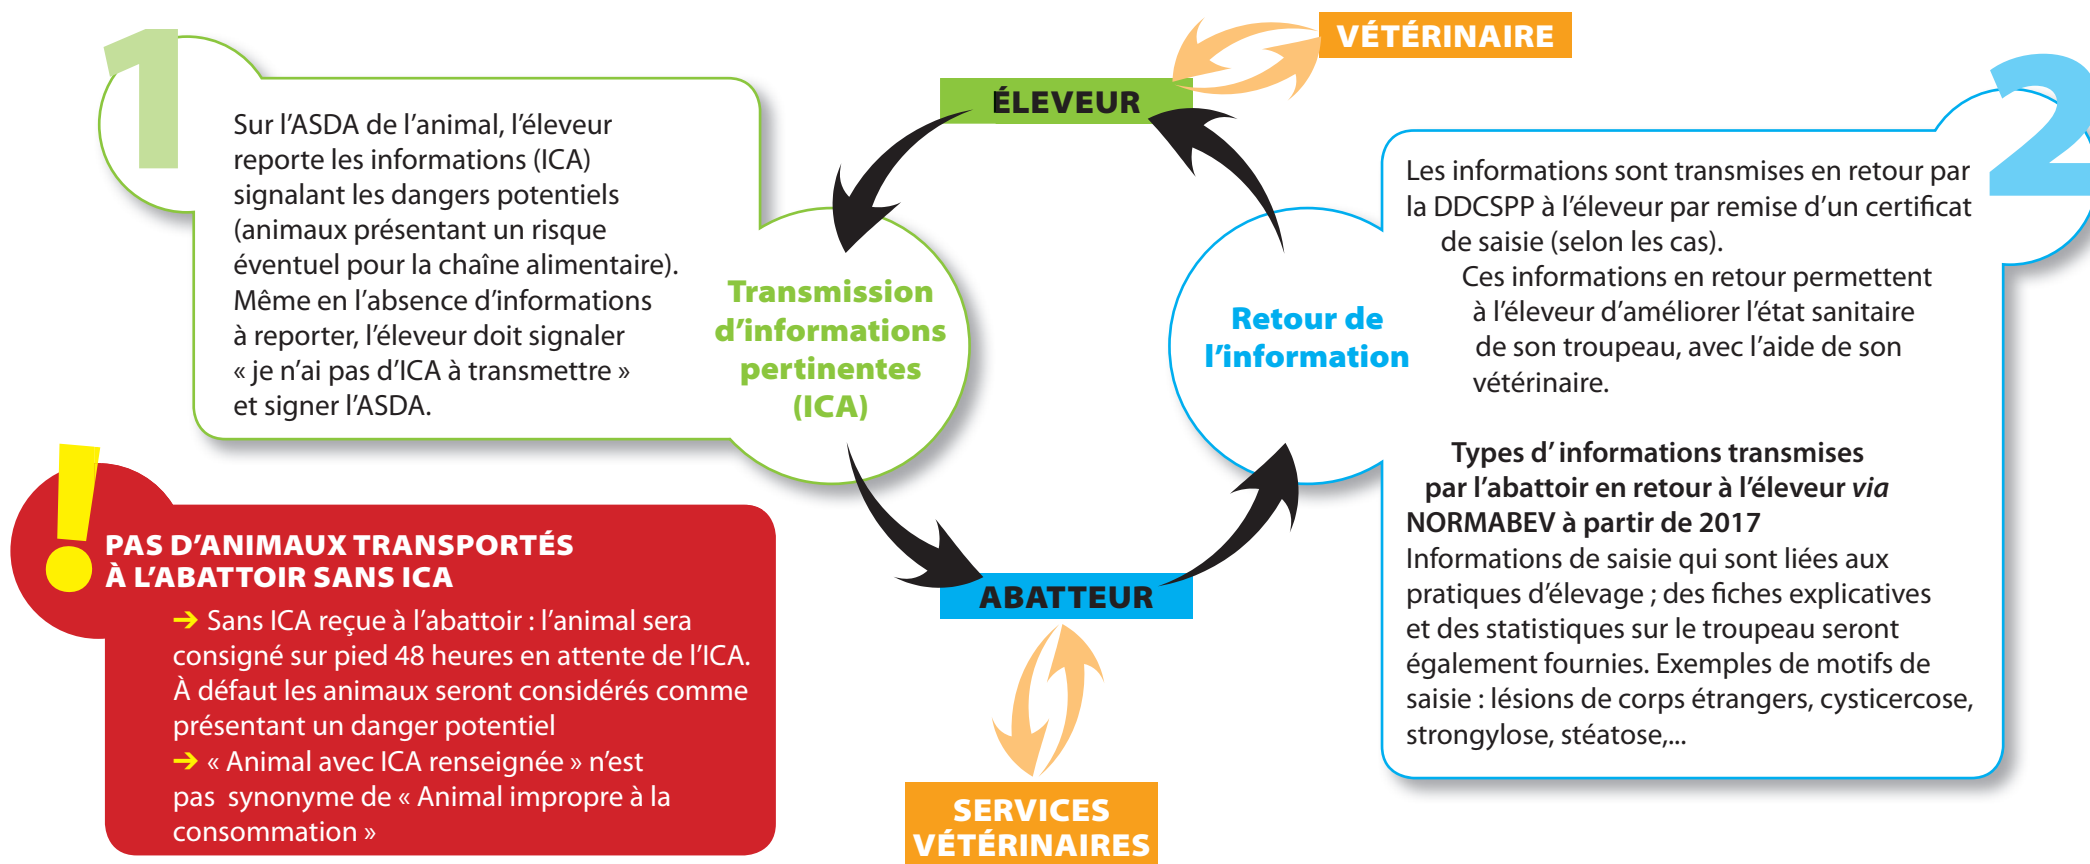 1
Sur l’ASDA de l’animal, l’éleveur
reporte les informations (ICA)
signalant les dangers potentiels
(animaux présentant un risque
éventuel pour la chaîne alimentaire).
Même en l’absence d’informations
à reporter, l’éleveur doit signaler
« je n’ai pas d’ICA à transmettre »
et signer l’ASDA.
Transmission
d’informations
pertinentes
(ICA)
ÉLEVEUR
VÉTÉRINAIRE
ABATTEUR
SERVICES
VÉTÉRINAIRES
Retour de
l’information
2
Les informations sont transmises en retour par
la DDCSPP à l’éleveur par remise d’un certificat
de saisie (selon les cas).
Ces informations en retour permettent
à l’éleveur d’améliorer l’état sanitaire
de son troupeau, avec l’aide de son
vétérinaire.
Types d’ informations transmises
par l’abattoir en retour à l’éleveur via
NORMABEV à partir de 2017
Informations de saisie qui sont liées aux
pratiques d’élevage ; des fiches explicatives
et des statistiques sur le troupeau seront
également fournies. Exemples de motifs de
saisie : lésions de corps étrangers, cysticercose,
strongylose, stéatose,...
!
PAS D’ANIMAUX TRANSPORTÉS
À L’ABATTOIR SANS ICA
➔ Sans ICA reçue à l’abattoir : l’animal sera
consigné sur pied 48 heures en attente de l’ICA.
À défaut les animaux seront considérés comme
présentant un danger potentiel
➔ « Animal avec ICA renseignée » n’est
pas synonyme de « Animal impropre à la
consommation »